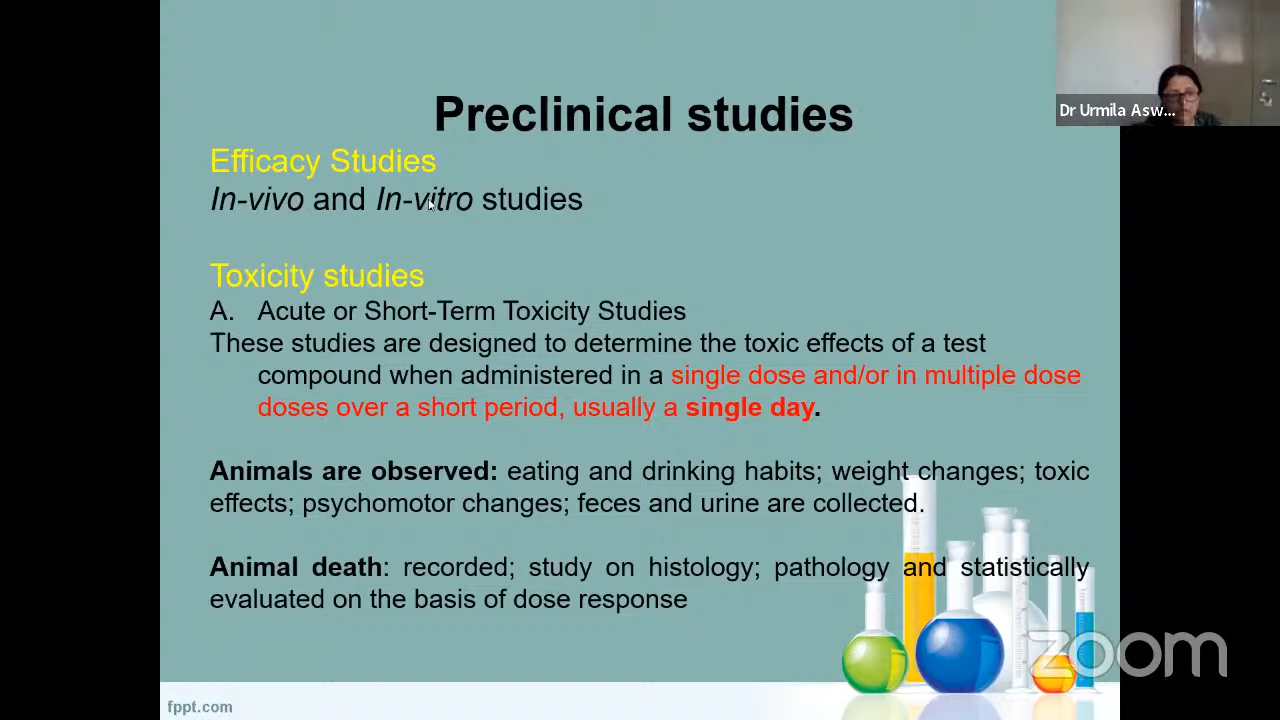 Preclinical studies
Dr Urmila Asw...
Efficacy Studies
In-vivo and In-vitro studies
Toxicity studies
A. Acute or Short-Term Toxicity Studies
These studies are designed to determine the toxic effects of a test
compound when administered in a single dose and/or in multiple dose
doses over a short period, usually a single day.
Animals are observed: eating and drinking habits; weight changes; toxic
effects; psychomotor changes; feces and urine are collected.
Animal death: recorded; study on histology; pathology and statistically
evaluated on the basis of dose response
zoom
fppt.com